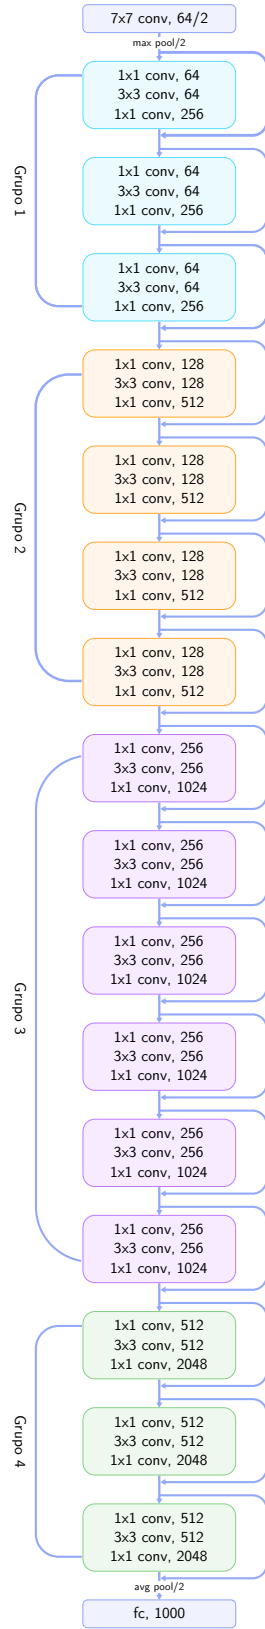 7x7 conv, 64/2
max pool/2
1x1 conv, 64
3x3 conv, 64
1x1 conv, 256
1x1 conv, 64
3x3 conv, 64
1x1 conv, 256
1x1 conv, 64
3x3 conv, 64
1x1 conv, 256
Grupo 1
1x1 conv, 128
3x3 conv, 128
1x1 conv, 512
1x1 conv, 128
3x3 conv, 128
1x1 conv, 512
1x1 conv, 128
3x3 conv, 128
1x1 conv, 512
1x1 conv, 128
3x3 conv, 128
1x1 conv, 512
Grupo 2
1x1 conv, 256
3x3 conv, 256
1x1 conv, 1024
1x1 conv, 256
3x3 conv, 256
1x1 conv, 1024
1x1 conv, 256
3x3 conv, 256
1x1 conv, 1024
1x1 conv, 256
3x3 conv, 256
1x1 conv, 1024
1x1 conv, 256
3x3 conv, 256
1x1 conv, 1024
1x1 conv, 256
3x3 conv, 256
1x1 conv, 1024
Grupo 3
1x1 conv, 512
3x3 conv, 512
1x1 conv, 2048
1x1 conv, 512
3x3 conv, 512
1x1 conv, 2048
1x1 conv, 512
3x3 conv, 512
1x1 conv, 2048
Grupo 4
avg pool/2
fc, 1000